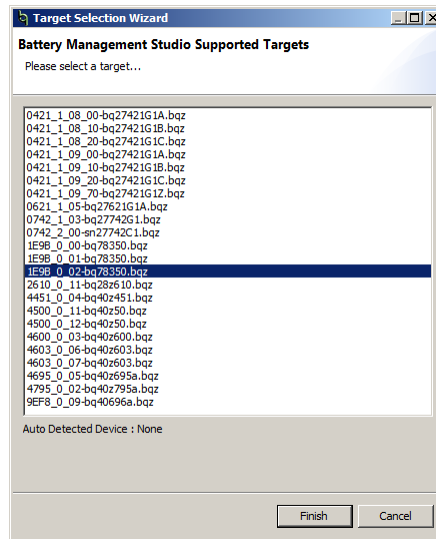 Target Selection Wizard
Battery Management Studio Supported Targets
Please select a target...
0421_1_08_00-bq27421G1A.bqz
0421_1_08_10-bq27421G1B.bqz
0421_1_08_20-bq27421G1C.bqz
0421_1_09_00-bq27421G1A.bqz
0421_1_09_10-bq27421G1B.bqz
0421_1_09_20-bq27421G1C.bqz
0421_1_09_70-bq27421G1Z.bqz
0621_1_05-bq27621G1A.bqz
0742_1_03-bq27742G1.bqz
0742_2_00-sn27742C1.bqz
1E9B_0_00-bq78350.bqz
1E9B_0_01-bq78350.bqz
1E9B_0_02-bq78350.bqz
2610_0_11-bq28z610.bqz
4451_0_04-bq40z451.bqz
4500_0_11-bq40z50.bqz
4500_0_12-bq40z50.bqz
4600_0_03-bq40z600.bqz
4603_0_06-bq40z603.bqz
4603_0_07-bq40z603.bqz
4695_0_05-bq40z695a.bqz
4795_0_02-bq40z795a.bqz
9EF8_0_09-bq40696a.bqz
Auto Detected Device : None
Finish
Cancel